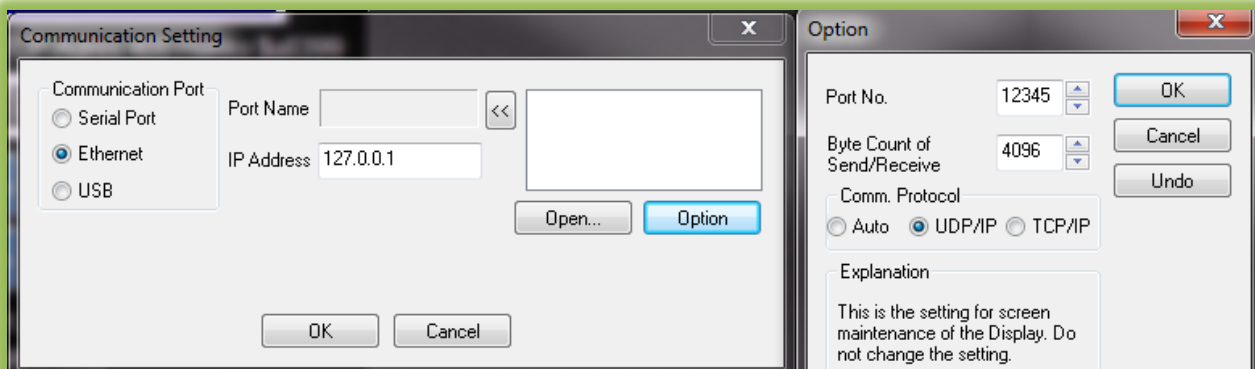 Communication Setting
x
Communication Port
Serial Port
Ethernet
USB
Port Name
<<
IP Address 127.0.0.1
Open...
Option
OK
Cancel
Option
x
Port No. 12345
Byte Count of
Send/Receive
4096
Comm. Protocol
Auto UDP/IP TCP/IP
Explanation
This is the setting for screen
maintenance of the Display. Do
not change the setting.
OK
Cancel
Undo